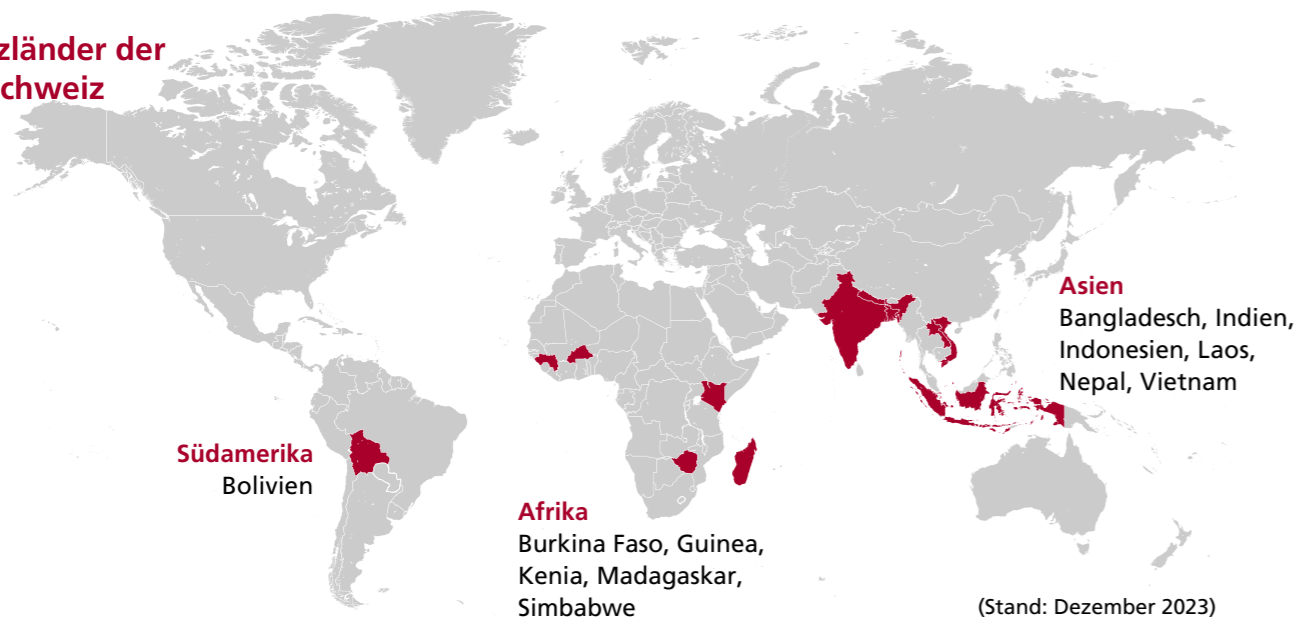 zländer der
chweiz
Asien
Bangladesch, Indien,
Indonesien, Laos,
Nepal, Vietnam
Südamerika
Bolivien
Afrika
Burkina Faso, Guinea,
Kenia, Madagaskar,
Simbabwe
(Stand: Dezember 2023)